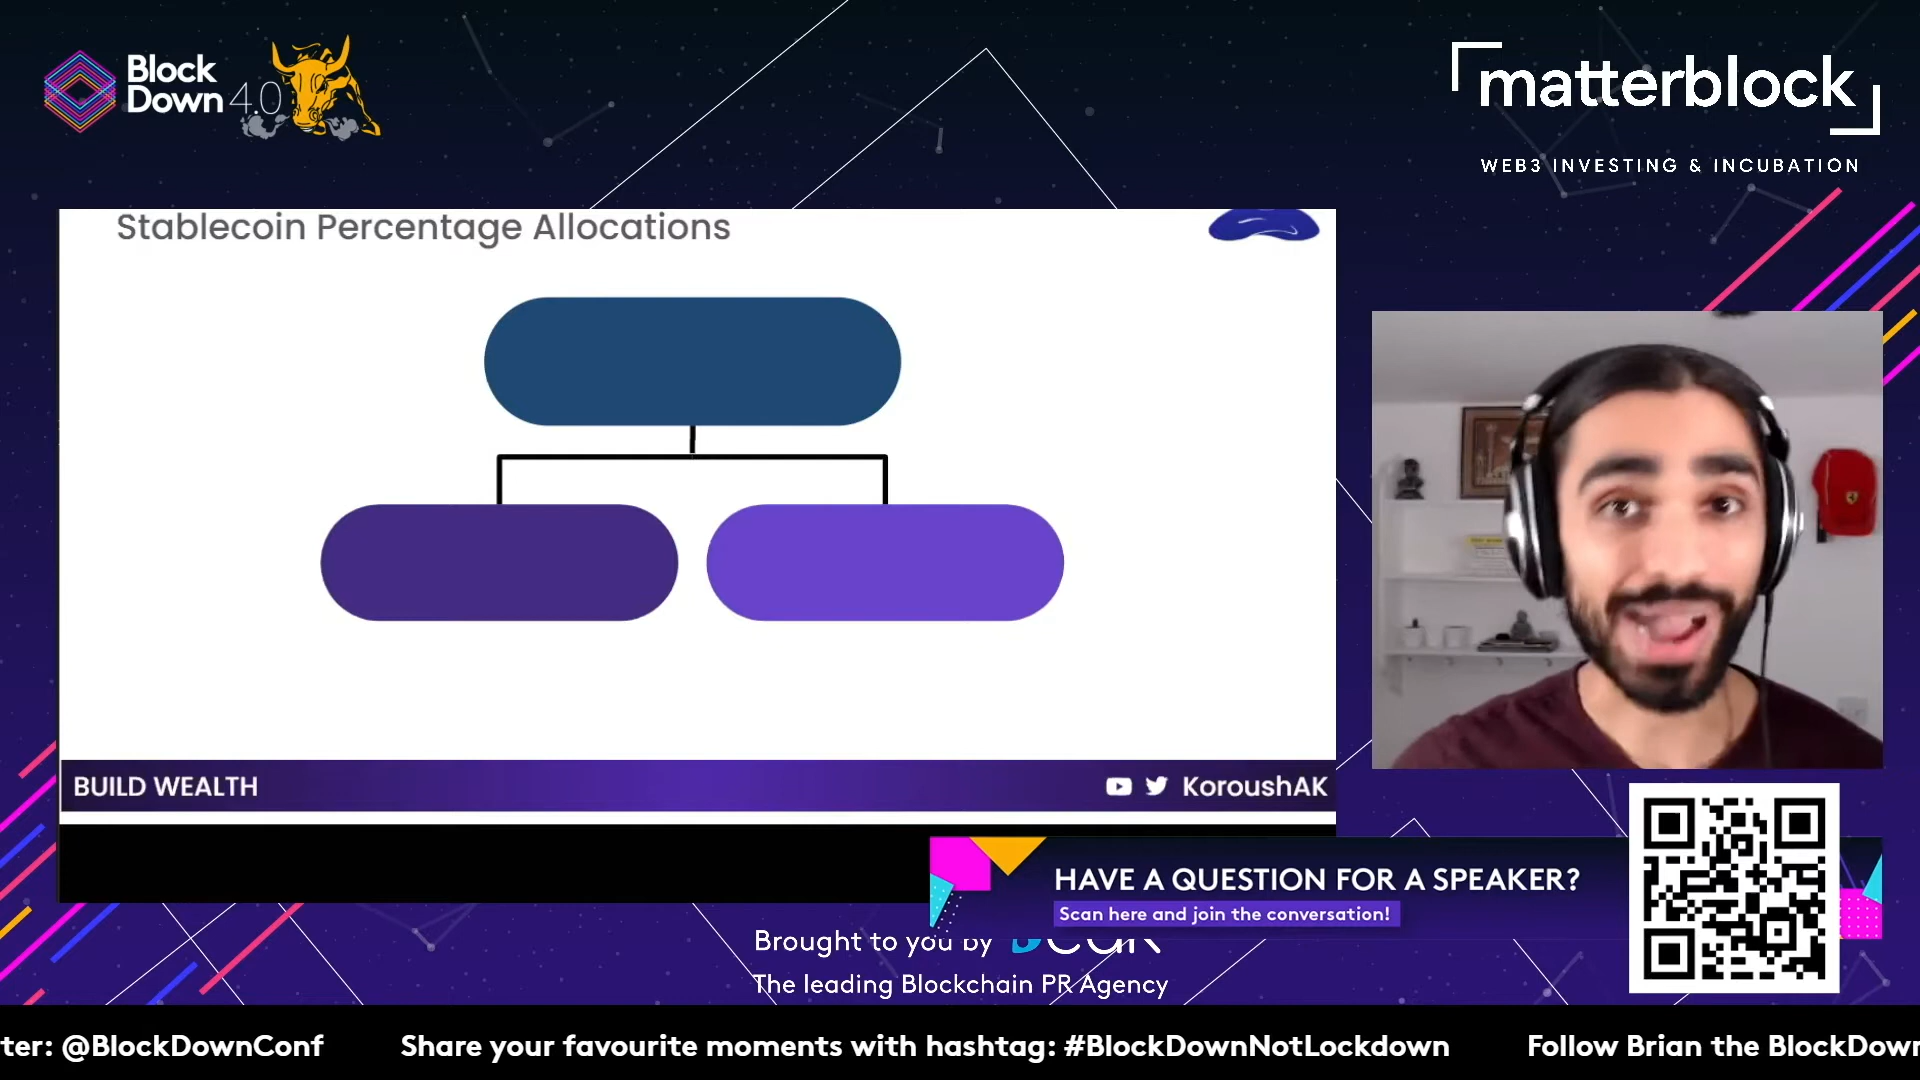 Block
Down 4.0
matterblock
WEB3 INVESTING & INCUBATION
Stablecoin Percentage Allocations
BUILD WEALTH
KoroushAK
HAVE A QUESTION FOR A SPEAKER?
Scan here and join the conversation!
Brought to you by
The leading Blockchain PR Agency
ter: @BlockDownConf Share your favourite moments with hashtag: #BlockDownNotLockdown Follow Brian the BlockDown